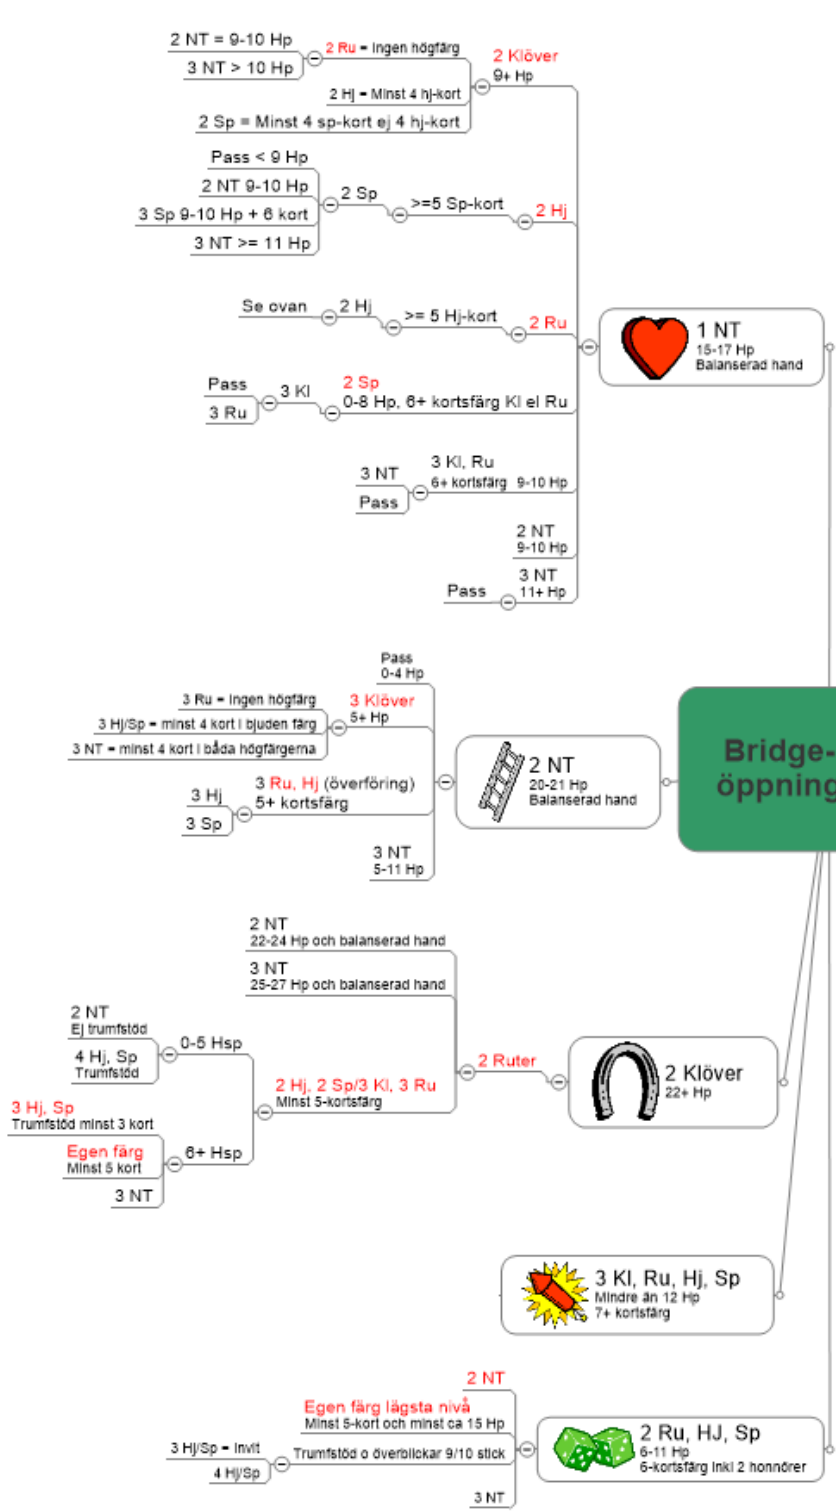 2 NT = 9-10 Hp
3 NT > 10 Hp
2 Ru = Ingen högfärg
2 Hj = Minst 4 hj-kort
2 Sp = Minst 4 sp-kort ej 4 hj-kort
2 Klöver
9+ Hp
Pass < 9 Hp
2 NT 9-10 Hp
3 Sp 9-10 Hp + 6 kort
3 NT >= 11 Hp
2 Sp
>=5 Sp-kort
2 Hj
Se ovan
2 Hj
>= 5 Hj-kort
2 Ru
Pass
3 Ru
3 Kl
2 Sp
0-8 Hp, 6+ kortsfärg Kl el Ru
3 NT
Pass
3 Kl, Ru
6+ kortsfärg 9-10 Hp
2 NT
9-10 Hp
Pass
3 NT
11+ Hp
1 NT
15-17 Hp
Balanserad hand
Pass
0-4 Hp
3 Ru = Ingen högfärg
3 Hj/Sp = minst 4 kort i bjuden färg
3 NT = minst 4 kort i båda högfärgerna
3 Klöver
5+ Hp
3 Hj
3 Sp
3 Ru, Hj (överföring)
5+ kortsfärg
3 NT
5-11 Hp
2 NT
20-21 Hp
Balanserad hand
Bridge-
öppning
2 NT
22-24 Hp och balanserad hand
3 NT
25-27 Hp och balanserad hand
2 NT
Ej trumfstöd
4 Hj, Sp
Trumfstöd
0-5 Hsp
3 Hj, Sp
Trumfstöd minst 3 kort
Egen färg
Minst 5 kort
3 NT
6+ Hsp
2 Hj, 2 Sp/3 Kl, 3 Ru
Minst 5-kortsfärg
2 Ruter
2 Klöver
22+ Hp
3 Kl, Ru, Hj, Sp
Mindre än 12 Hp
7+ kortsfärg
2 NT
Egen färg lägsta nivå
Minst 5-kort och minst ca 15 Hp
3 Hj/Sp = Invit
4 Hj/Sp
Trumfstöd o överblickar 9/10 stick
3 NT
2 Ru, HJ, Sp
6-11 Hp
6-kortsfärg inkl 2 honnörer